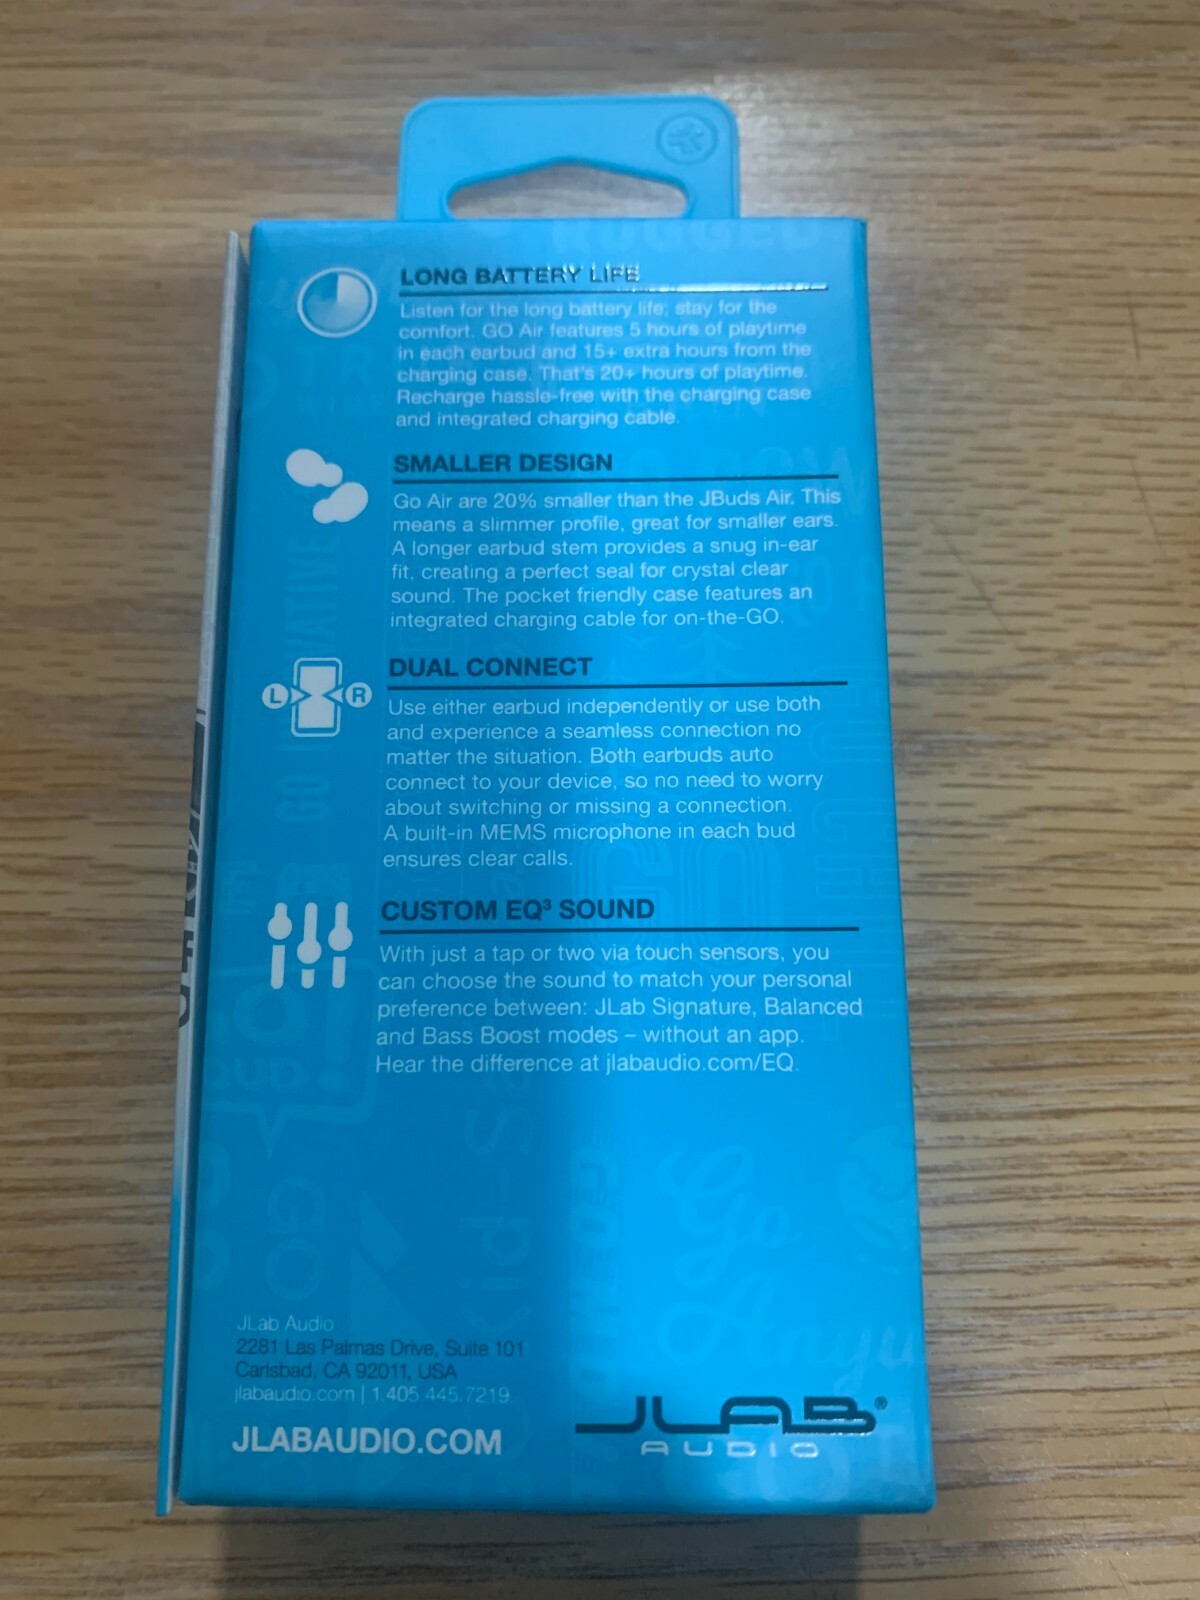 RUGGED
LONG BATTERY LIFE
Listen for the long battery life; stay for the
comfort. GO Air features 5 hours of playtime
in each earbud and 15+ extra hours from the
charging case. That's 20+ hours of playtime.
Recharge hassle-free with the charging case
and integrated charging cable.
SMALLER DESIGN
Go Air are 20% smaller than the JBuds Air. This
means a slimmer profile, great for smaller ears.
A longer earbud stem provides a snug in-ear
fit, creating a perfect seal for crystal clear
sound. The pocket friendly case features an
integrated charging cable for on-the-GO.
L R
DUAL CONNECT
Use either earbud independently or use both
and experience a seamless connection no
matter the situation. Both earbuds auto
connect to your device, so no need to worry
about switching or missing a connection.
A built-in MEMS microphone in each bud
ensures clear calls.
CUSTOM EQ³ SOUND
With just a tap or two via touch sensors, you
can choose the sound to match your personal
preference between: JLab Signature, Balanced
and Bass Boost modes – without an app.
Hear the difference at jlabaudio.com/EQ.
GO
Go
JLab Audio
2281 Las Palmas Drive, Suite 101
Carlsbad, CA 92011, USA
jlabaudio.com | 1.405.445.7219
JLABAUDIO.COM
JLAB®
AUDIO